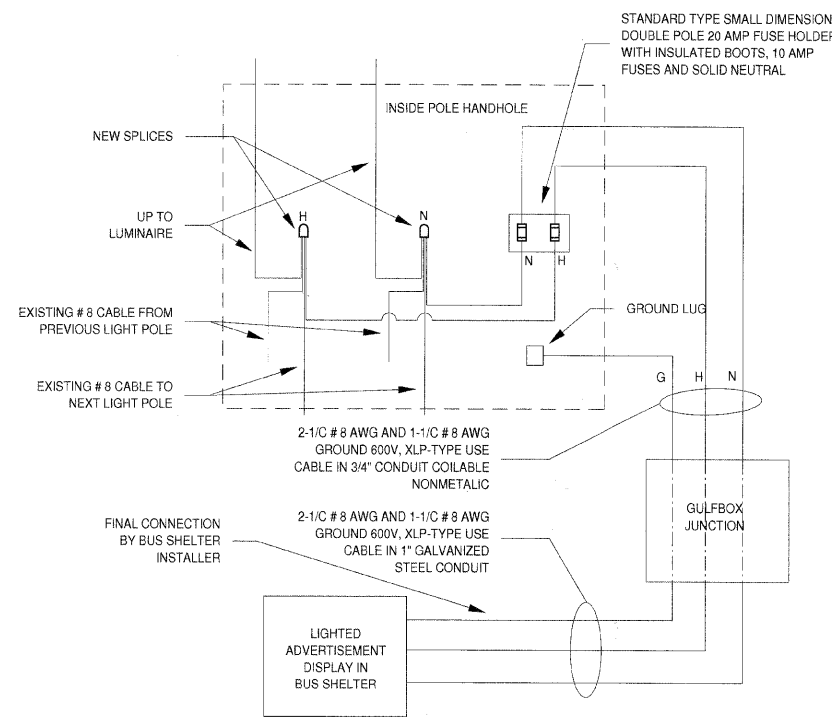 STANDARD TYPE SMALL DIMENSION
DOUBLE POLE 20 AMP FUSE HOLDER
WITH INSULATED BOOTS, 10 AMP
FUSES AND SOLID NEUTRAL
INSIDE POLE HANDHOLE
NEW SPLICES
UP TO
LUMINAIRE
H
N
N
H
EXISTING # 8 CABLE FROM
PREVIOUS LIGHT POLE
GROUND LUG
EXISTING # 8 CABLE TO
NEXT LIGHT POLE
G
H
N
2-1/C # 8 AWG AND 1-1/C # 8 AWG
GROUND 600V, XLP-TYPE USE
CABLE IN 3/4" CONDUIT COILABLE
NONMETALIC
GULFBOX
JUNCTION
FINAL CONNECTION
BY BUS SHELTER
INSTALLER
2-1/C # 8 AWG AND 1-1/C # 8 AWG
GROUND 600V, XLP-TYPE USE
CABLE IN 1" GALVANIZED
STEEL CONDUIT
LIGHTED
ADVERTISEMENT
DISPLAY IN
BUS SHELTER